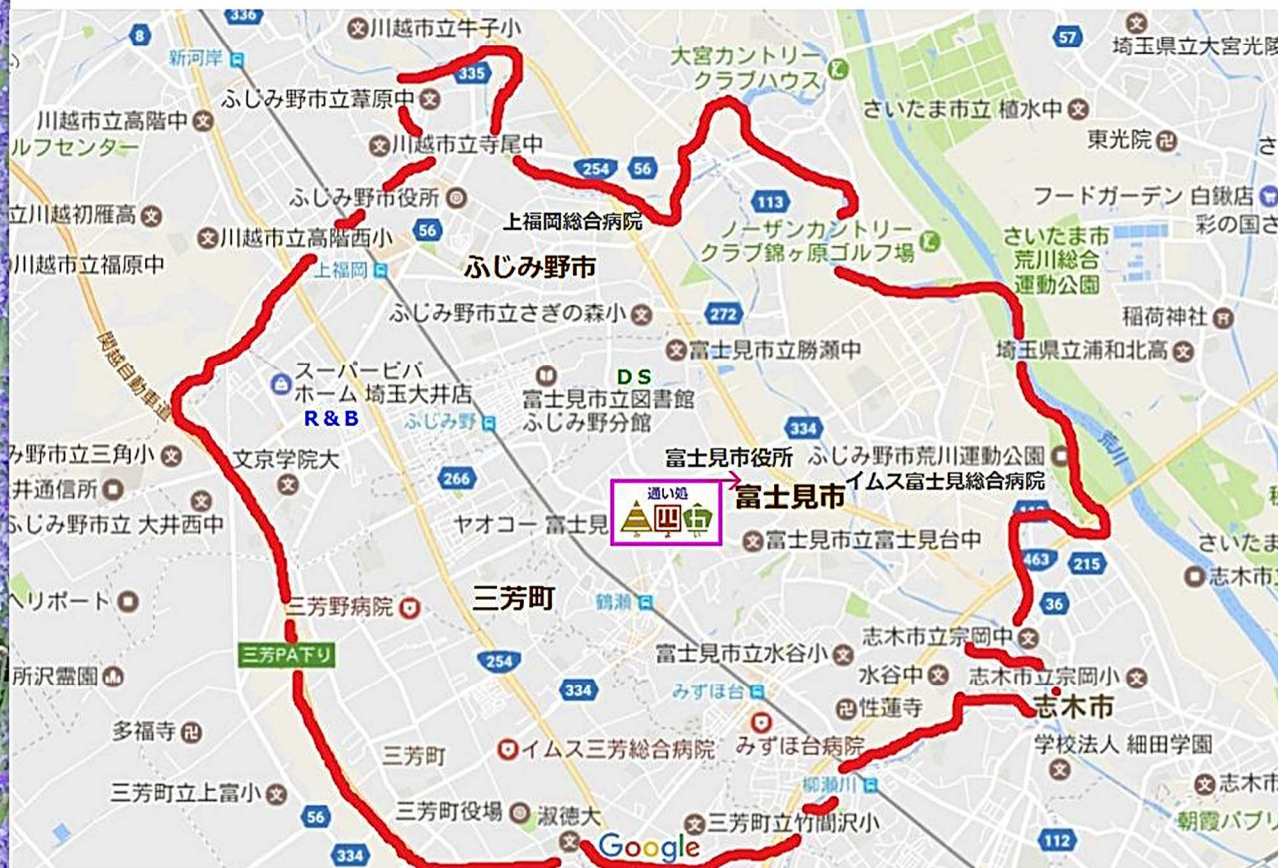 336
川越市立牛子小
8
57
埼玉県立大宮光陵
新河岸
大宮カントリー
クラブハウス
335
ふじみ野市立葦原中
さいたま市立 植水中
川越市立高階中
ルフセンター
川越市立寺尾中
東光院
さ
254
56
ふじみ野市役所
113
フードガーデン 白鍬店
彩の国さ
立川越初雁高
上福岡総合病院
56
川越市立高階西小
ノーザンカントリー
クラブ錦ヶ原ゴルフ場
さいたま市
荒川総合
運動公園
川越市立福原中
上福岡
ふじみ野市
ふじみ野市立さぎの森小
272
稲荷神社
関越自動車道
富士見市立勝瀬中
埼玉県立浦和北高
スーパービバ
ホーム 埼玉大井店
R&B
DS
富士見市立図書館
ふじみ野分館
ふじみ野
334
荒川
み野市立三角小
文京学院大
富士見市役所
ふじみ野市荒川運動公園
イムス富士見総合病院
266
井通信所
通い処
四
富士見市
ふじみ野市立 大井西中
ヤオコー 富士見
富士見市立富士見台中
さいたま
463
215
志木市
ヘリポート
三芳野病院
三芳町
鶴瀬
36
志木市立宗岡中
三芳PA下り
254
富士見市立水谷小
所沢霊園
水谷中
志木市立宗岡小
334
みずほ台
性蓮寺
志木市
多福寺
三芳町
イムス三芳総合病院
みずほ台病院
学校法人 細田学園
柳瀬川
志木市
三芳町立上富小
56
三芳町役場
淑徳大
三芳町立竹間沢小
朝霞パブリ
334
Google
112